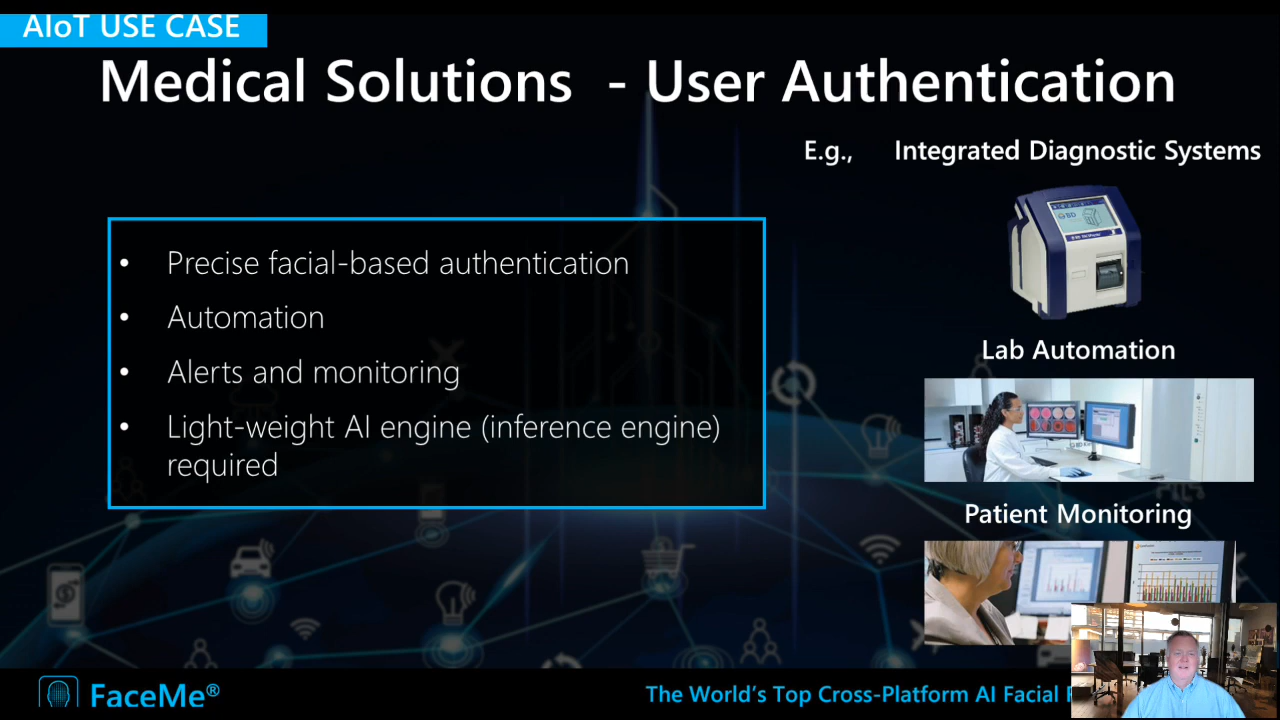 AIoT USE CASE
Medical Solutions - User Authentication
E.g., Integrated Diagnostic Systems
• Precise facial-based authentication
• Automation
• Alerts and monitoring
• Light-weight AI engine (inference engine)
required
BD
Lab Automation
Patient Monitoring
FaceMe®
The World's Top Cross-Platform AI Facial